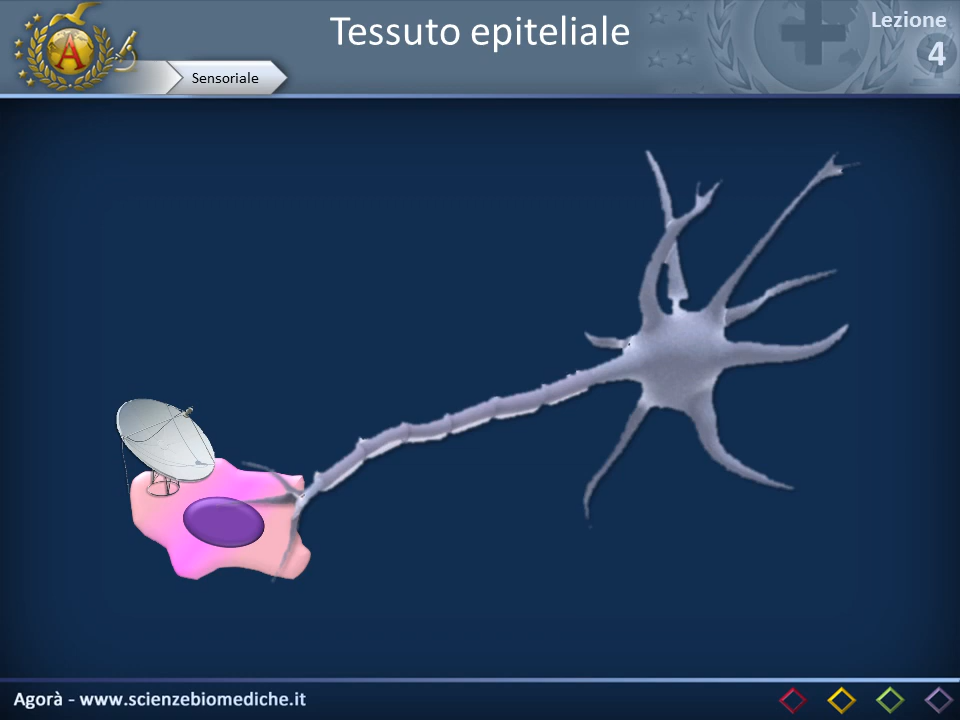 Tessuto epiteliale
Lezione
4
A
Sensoriale
Agorà - www.scienzebiomediche.it